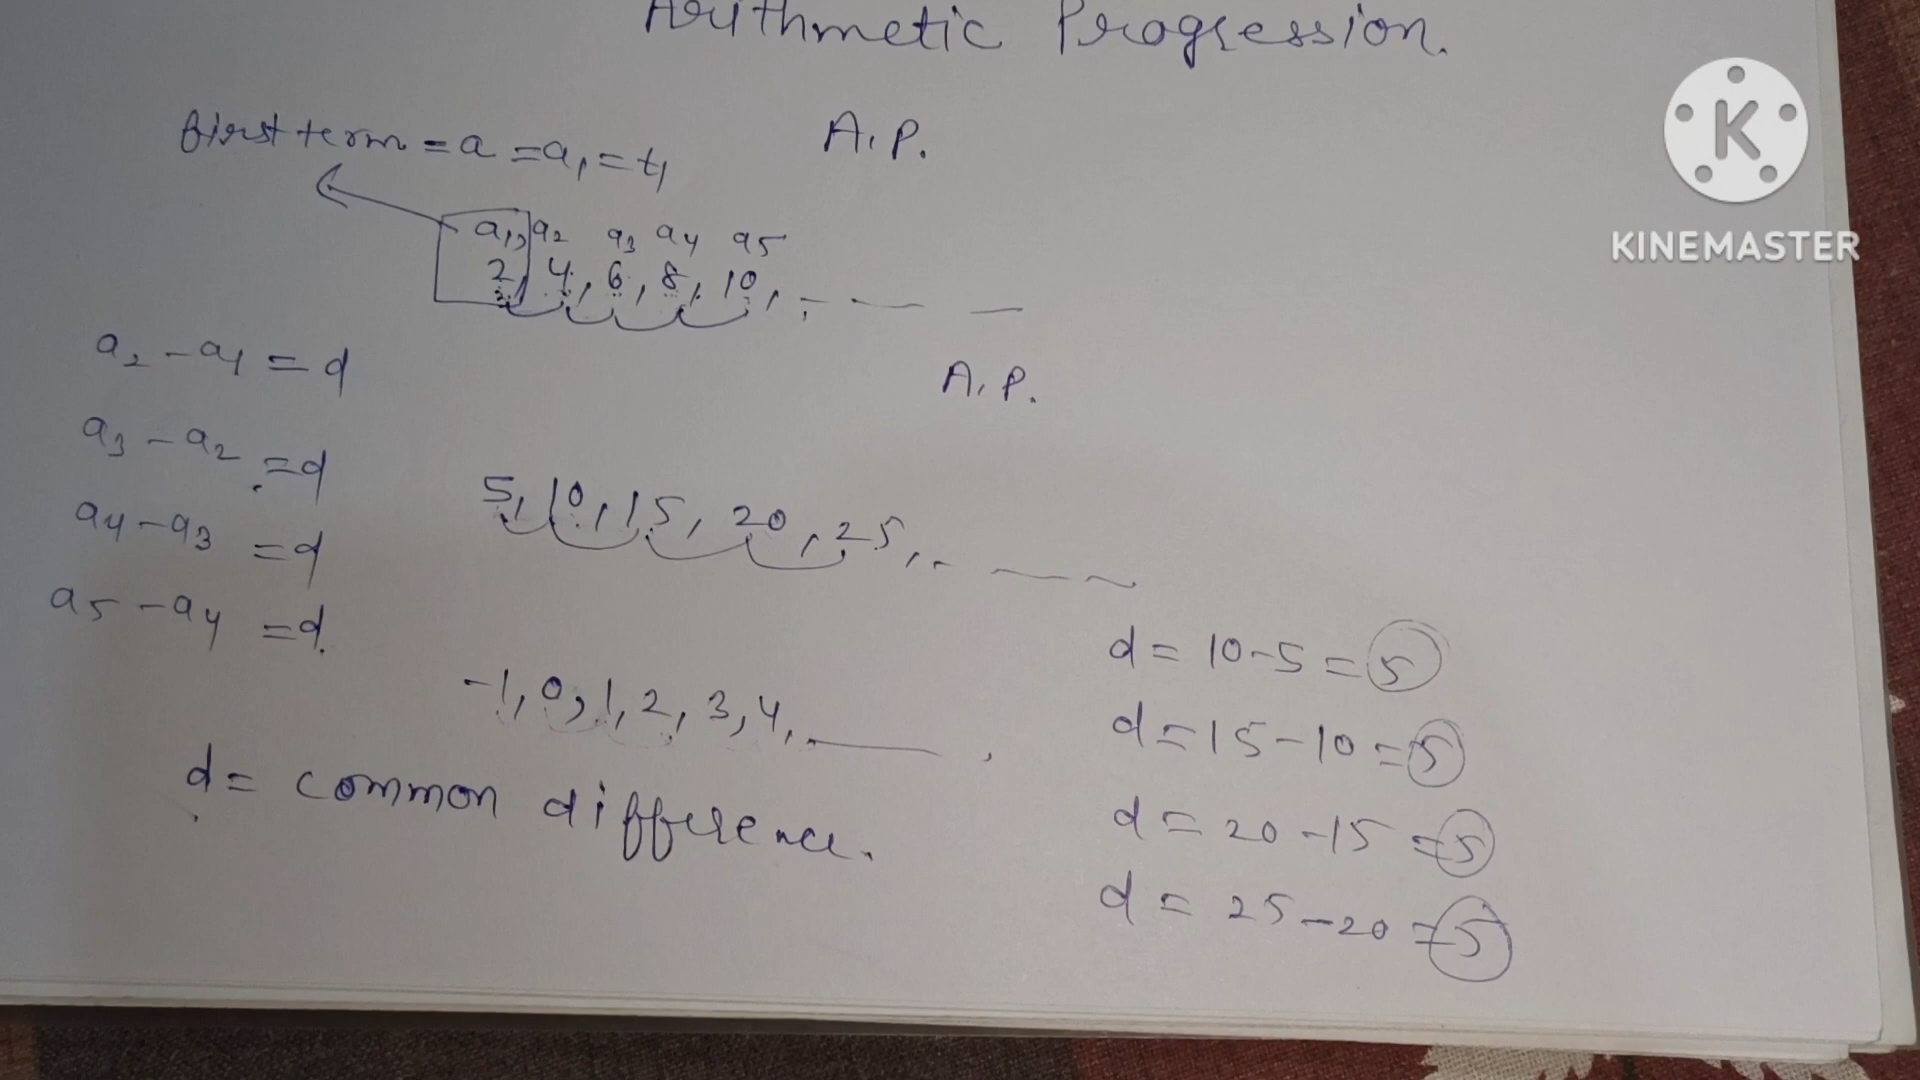 Arithmetic Progression.
first term = a = a1 = t1
A.P.
K
KINEMASTER
a1, a2 a3 a4 a5
2, 4, 6, 8, 10, . — —
a2 - a1 = d
A.P.
a3 - a2 = d
5, 10, 15, 20, 25, . — ~
a4 - a3 = d
a5 - a4 = d.
d = 10 - 5 = 5
-1, 0, 1, 2, 3, 4, . — ,
d = 15 - 10 = 5
d = common difference.
d = 20 - 15 = 5
d = 25 - 20 = 5